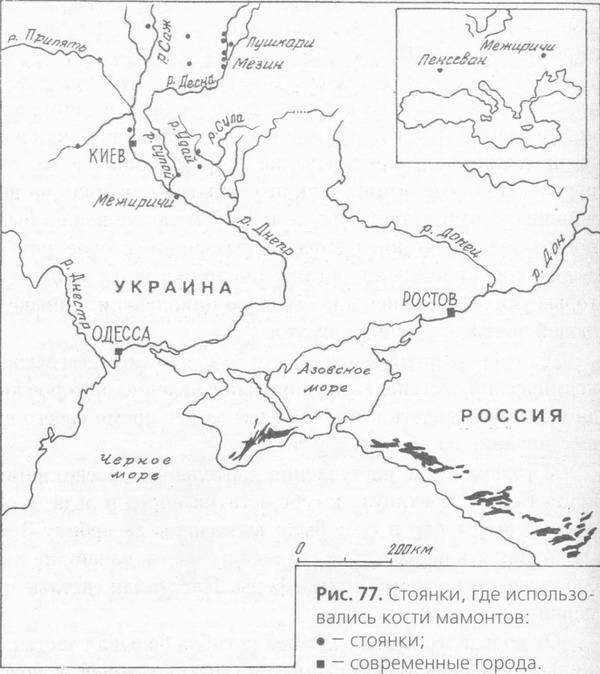 р. Припять
р. Саж
Пушкари
Мезин
р. Десна
Межиричи
Пенсеван
КИЕВ
р. Супой
р. Удай
р. Сула
Межиричи
р. Днепр
р. Донец
р. Дон
УКРАИНА
р. Днестр
РОСТОВ
ОДЕССА
Азовское
море
РОССИЯ
Черное
море
0
200км
Рис. 77. Стоянки, где использо-
вались кости мамонтов:
● – стоянки;
■ – современные города.